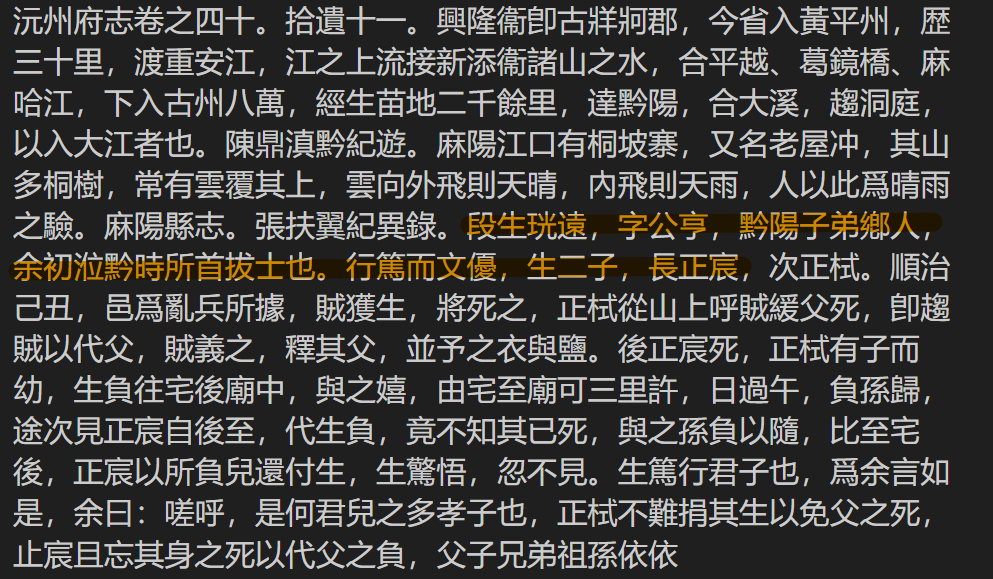 沅州府志卷之四十。拾遺十一。興隆衞卽古牂牁郡，今省入黃平州，歷
三十里，渡重安江，江之上流接新添衞諸山之水，合平越、葛鏡橋、麻
哈江，下入古州八萬，經生苗地二千餘里，達黔陽，合大溪，趨洞庭，
以入大江者也。陳鼎滇黔紀遊。麻陽江口有桐坡寨，又名老屋冲，其山
多桐樹，常有雲覆其上，雲向外飛則天晴，內飛則天雨，人以此爲晴雨
之驗。麻陽縣志。張扶翼紀異錄。段生珖遠，字公亨，黔陽子弟鄉人，
余初涖黔時所首拔士也。行篤而文優，生二子，長正宸，次正栻。順治
己丑，邑爲亂兵所據，賊獲生，將死之，正栻從山上呼賊緩父死，卽趨
賊以代父，賊義之，釋其父，並予之衣與鹽。後正宸死，正栻有子而
幼，生負往宅後廟中，與之嬉，由宅至廟可三里許，日過午，負孫歸，
途次見正宸自後至，代生負，竟不知其已死，與之孫負以隨，比至宅
後，正宸以所負兒還付生，生驚悟，忽不見。生篤行君子也，爲余言如
是，余曰：嗟呼，是何君兒之多孝子也，正栻不難捐其生以免父之死，
止宸且忘其身之死以代父之負，父子兄弟祖孫依依